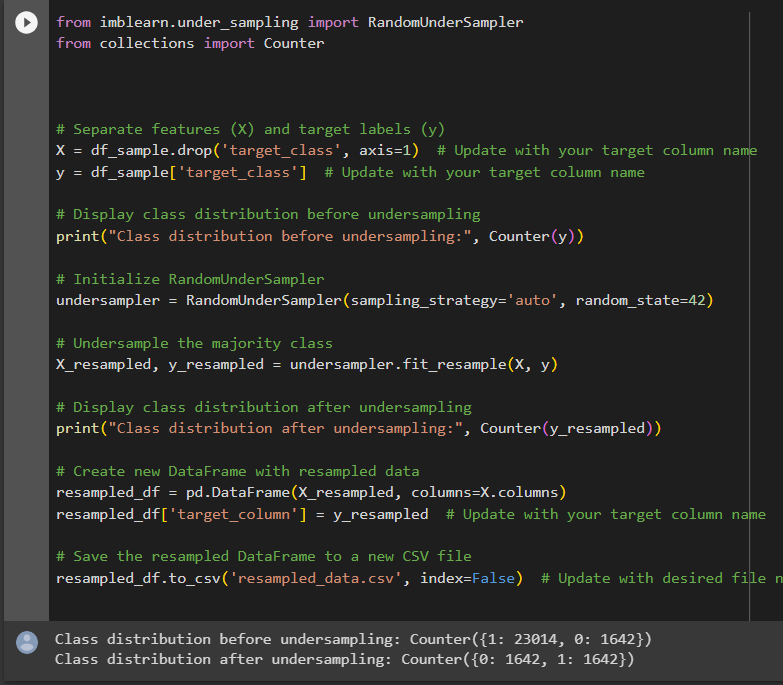 from imblearn.under_sampling import RandomUnderSampler
from collections import Counter
# Separate features (X) and target labels (y)
X = df_sample.drop('target_class', axis=1)  # Update with your target column name
y = df_sample['target_class']  # Update with your target column name
# Display class distribution before undersampling
print("Class distribution before undersampling:", Counter(y))
# Initialize RandomUnderSampler
undersampler = RandomUnderSampler(sampling_strategy='auto', random_state=42)
# Undersample the majority class
X_resampled, y_resampled = undersampler.fit_resample(X, y)
# Display class distribution after undersampling
print("Class distribution after undersampling:", Counter(y_resampled))
# Create new DataFrame with resampled data
resampled_df = pd.DataFrame(X_resampled, columns=X.columns)
resampled_df['target_column'] = y_resampled  # Update with your target column name
# Save the resampled DataFrame to a new CSV file
resampled_df.to_csv('resampled_data.csv', index=False)  # Update with desired file n
Class distribution before undersampling: Counter({1: 23014, 0: 1642})
Class distribution after undersampling: Counter({0: 1642, 1: 1642})